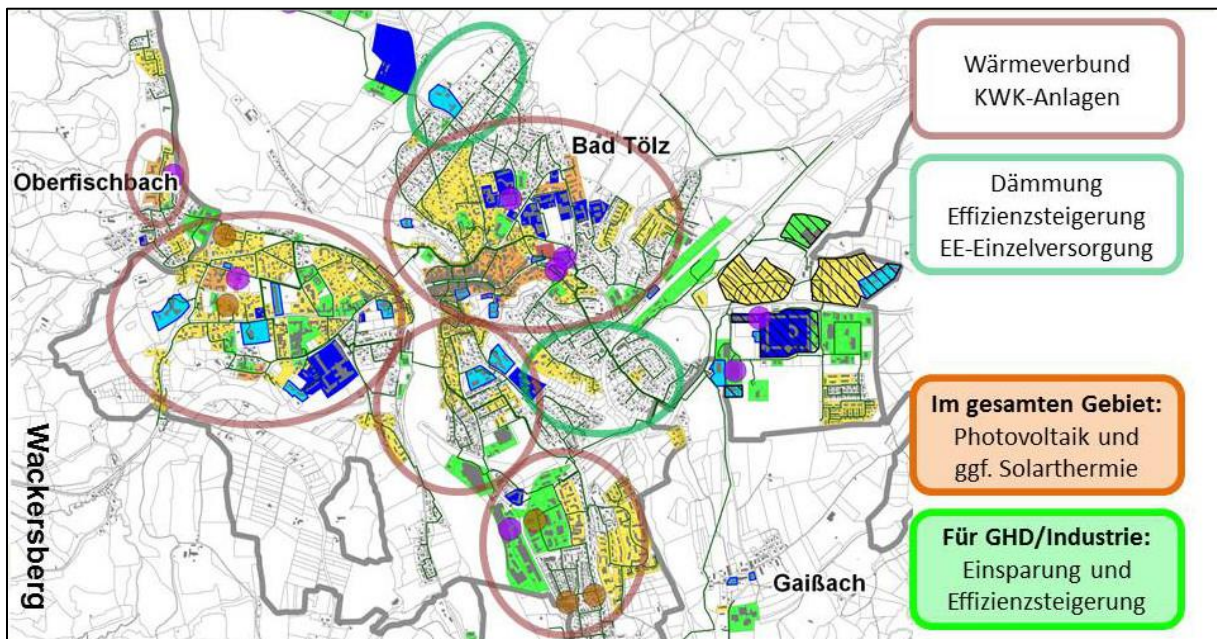 Bad Tölz
Oberfischbach
Wackersberg
Gaißach
Wärmeverbund
KWK-Anlagen
Dämmung
Effizienzsteigerung
EE-Einzelversorgung
Im gesamten Gebiet:
Photovoltaik und
ggf. Solarthermie
Für GHD/Industrie:
Einsparung und
Effizienzsteigerung